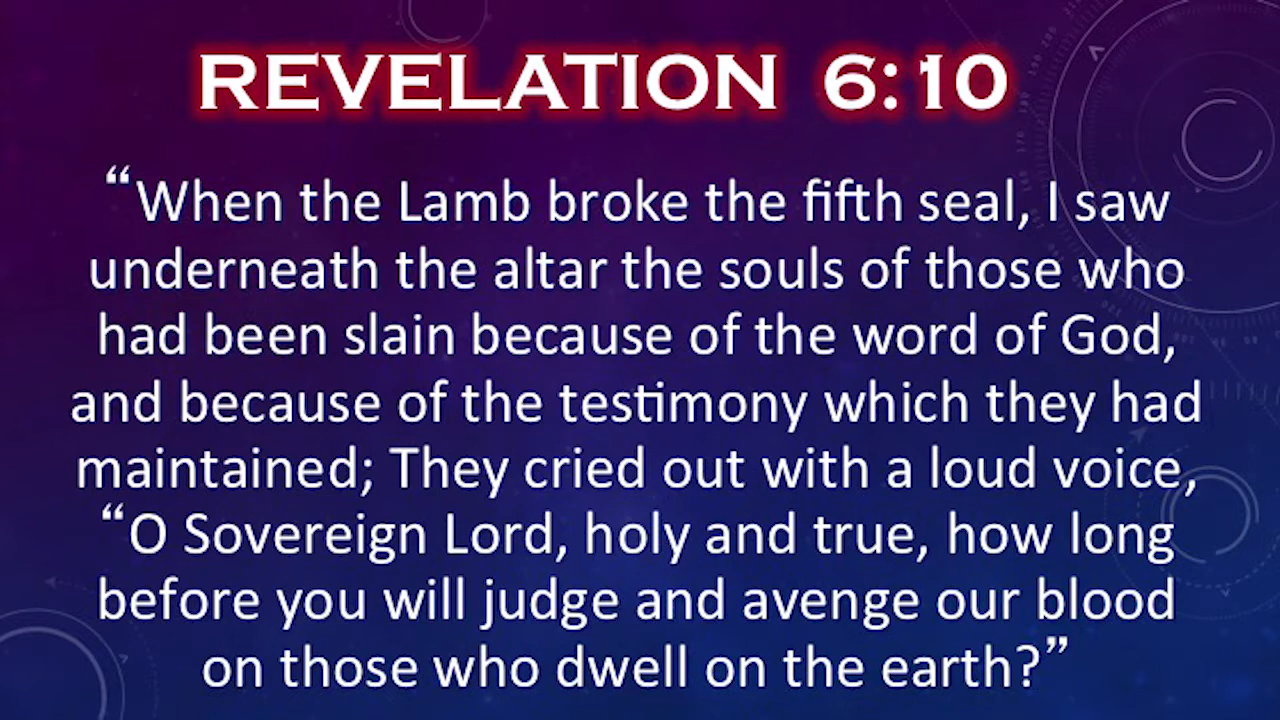 REVELATION 6:10
“When the Lamb broke the fifth seal, I saw
underneath the altar the souls of those who
had been slain because of the word of God,
and because of the testimony which they had
maintained; They cried out with a loud voice,
“O Sovereign Lord, holy and true, how long
before you will judge and avenge our blood
on those who dwell on the earth?”